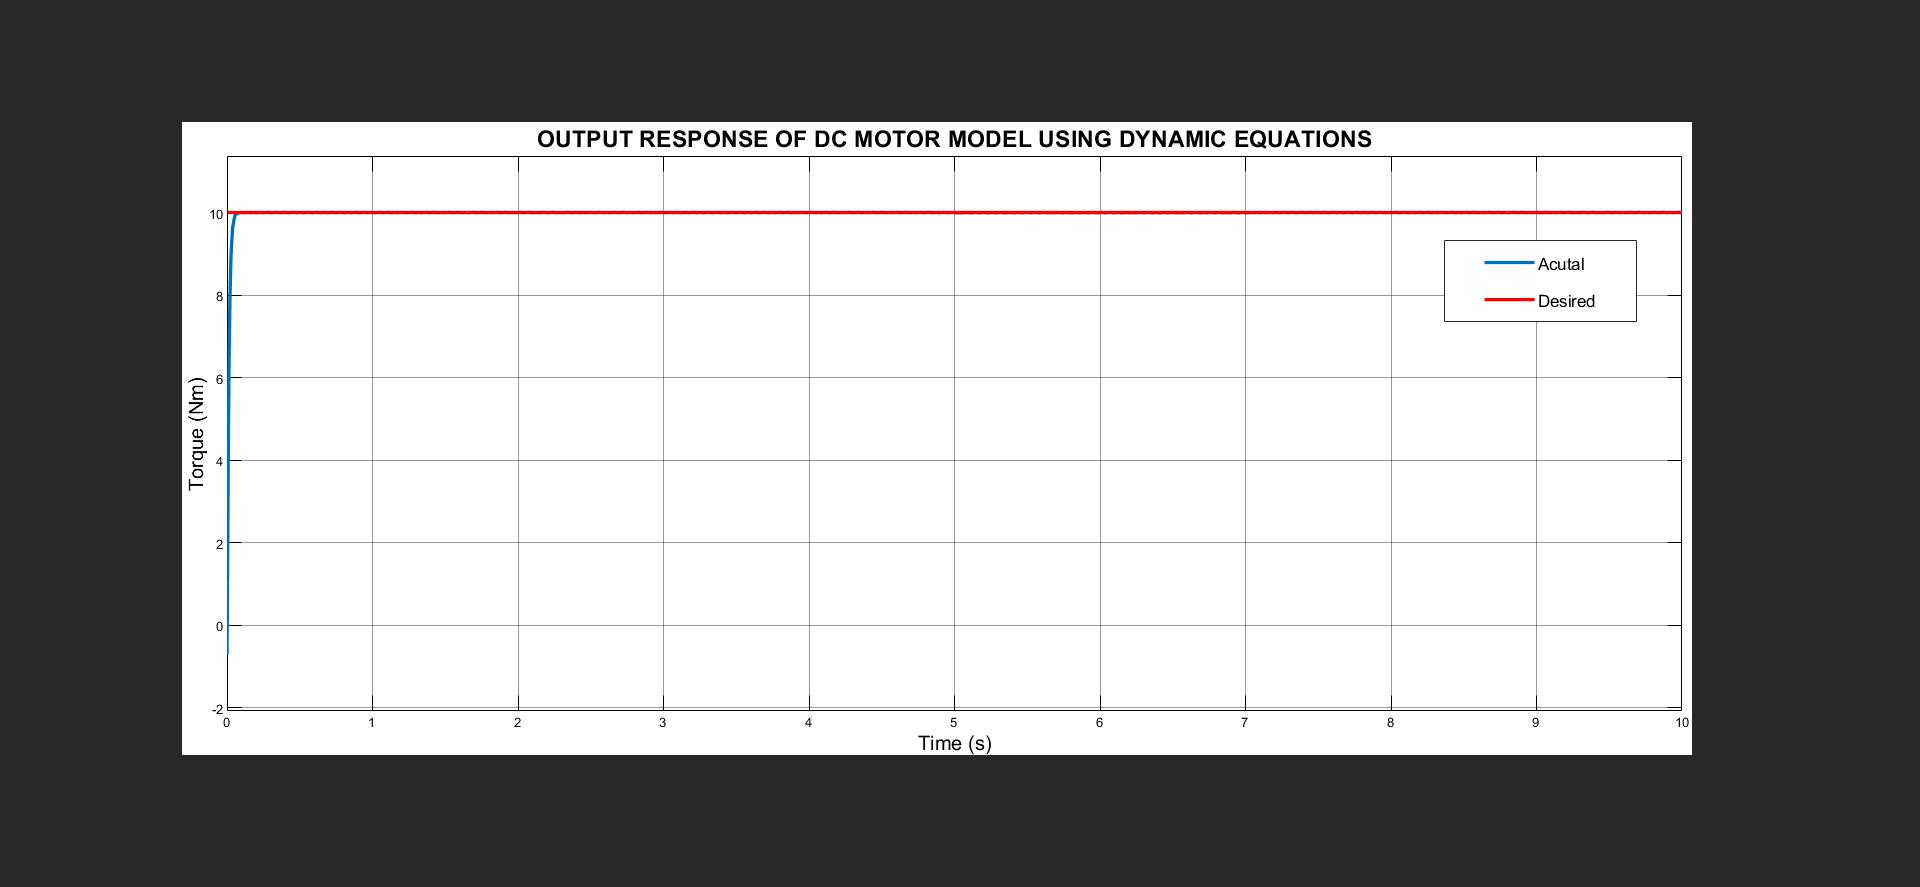 OUTPUT RESPONSE OF DC MOTOR MODEL USING DYNAMIC EQUATIONS
10
8
6
4
2
0
-2
Torque (Nm)
Acutal
Desired
0 1 2 3 4 5 6 7 8 9 10
Time (s)